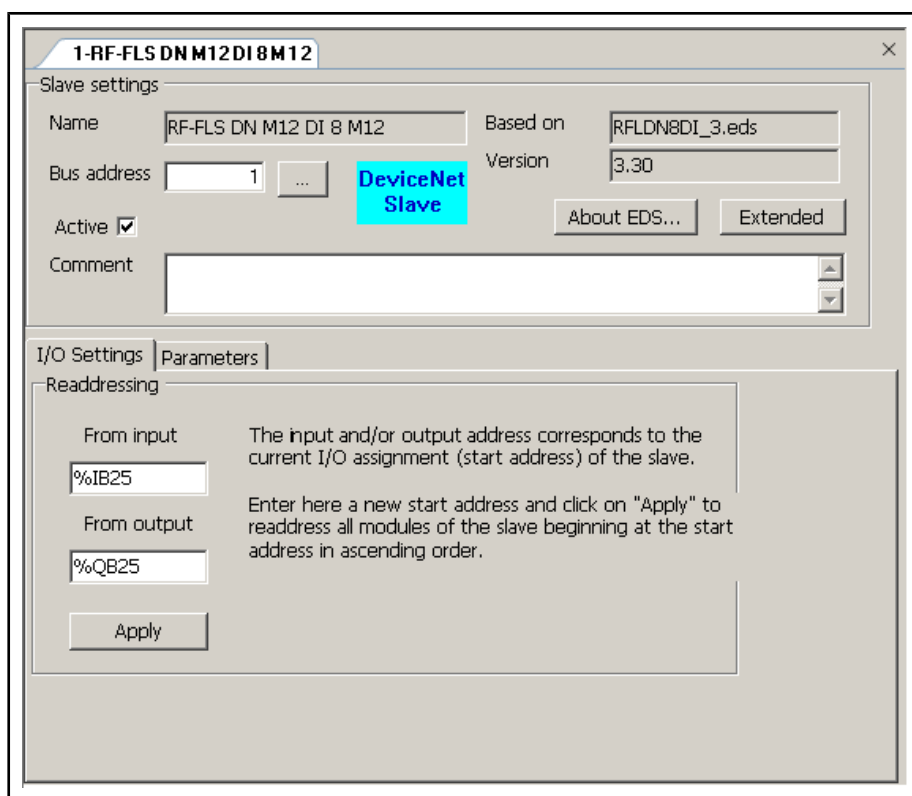 1-RF-FLS DN M12 DI 8 M12
Slave settings
Name
RF-FLS DN M12 DI 8 M12
Based on
RFLDN8DI_3.eds
Bus address
1
...
DeviceNet
Slave
Version
3.30
Active
About EDS...
Extended
Comment
I/O Settings
Parameters
Readdressing
From input
%IB25
From output
%QB25
Apply
The input and/or output address corresponds to the
current I/O assignment (start address) of the slave.
Enter here a new start address and click on "Apply" to
readdress all modules of the slave beginning at the start
address in ascending order.